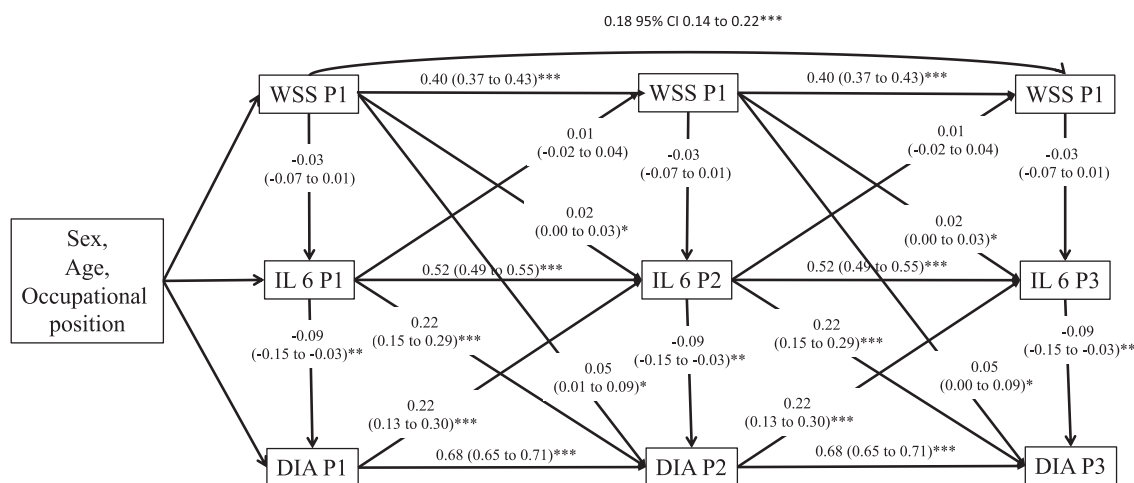 0.18 95% CI 0.14 to 0.22***
WSS P1
0.40 (0.37 to 0.43)***
WSS P1
0.40 (0.37 to 0.43)***
WSS P1
-0.03
(-0.07 to 0.01)
0.01
(-0.02 to 0.04)
-0.03
(-0.07 to 0.01)
0.01
(-0.02 to 0.04)
-0.03
(-0.07 to 0.01)
0.02
(0.00 to 0.03)*
0.02
(0.00 to 0.03)*
Sex,
Age,
Occupational
position
IL 6 P1
0.52 (0.49 to 0.55)***
IL 6 P2
0.52 (0.49 to 0.55)***
IL 6 P3
-0.09
(-0.15 to -0.03)**
0.22
(0.15 to 0.29)***
-0.09
(-0.15 to -0.03)**
0.22
(0.15 to 0.29)***
-0.09
(-0.15 to -0.03)**
0.05
(0.01 to 0.09)*
0.05
(0.00 to 0.09)*
0.22
(0.13 to 0.30)***
0.22
(0.13 to 0.30)***
DIA P1
0.68 (0.65 to 0.71)***
DIA P2
0.68 (0.65 to 0.71)***
DIA P3